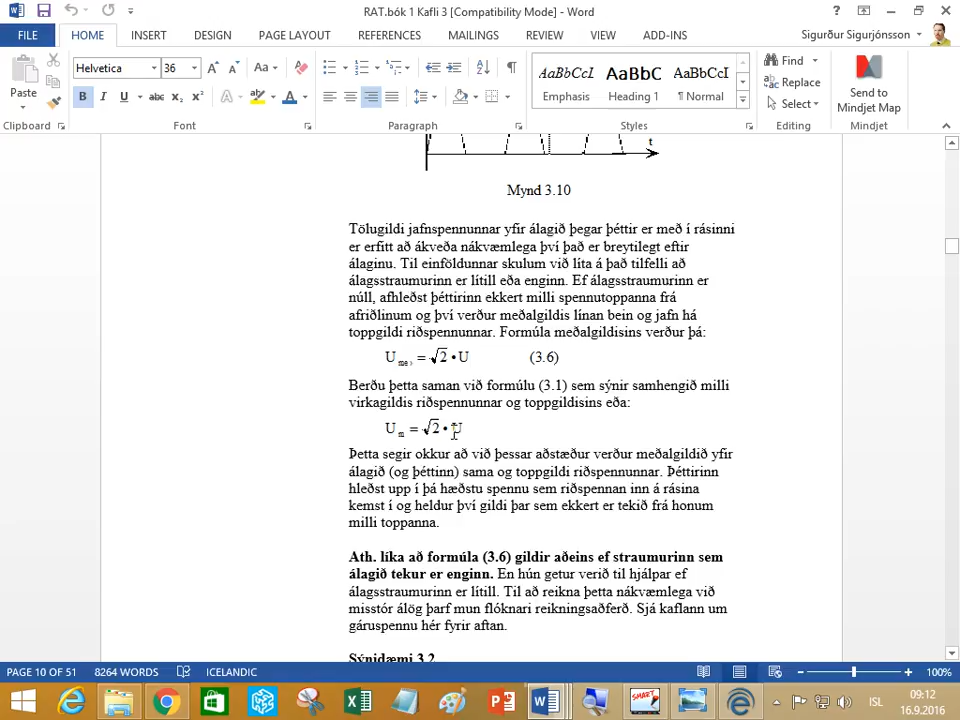 RAT.bók 1 Kafli 3 [Compatibility Mode] - Word
FILE HOME INSERT DESIGN PAGE LAYOUT REFERENCES MAILINGS REVIEW VIEW ADD-INS Sigurður Sigurjónsson
Helvetica 36
Paste
AaBbCcI AaBbC AaBbCcI
Emphasis Heading 1 ¶ Normal
Find
Replace
Select
Send to
Mindjet Map
Clipboard Font Paragraph Styles Editing Mindjet
t
Mynd 3.10
Tölugildi jafnspennunnar yfir álagið þegar þéttir er með í rásinni
er erfitt að ákveða nákvæmlega því það er breytilegt eftir
álaginu. Til einföldunnar skulum við líta á það tilfelli að
álagsstraumurinn er lítill eða enginn. Ef álagsstraumurinn er
núll, afhleðst þéttirinn ekkert milli spennutoppanna frá
afriðlinum og því verður meðalgildis línan bein og jafn há
toppgildi riðspennunnar. Formúla meðalgildisins verður þá:
U = √2 • U (3.6)
Berðu þetta saman við formúlu (3.1) sem sýnir samhengið milli
virkagildis riðspennunnar og toppgildisins eða:
U = √2 • U
Þetta segir okkur að við þessar aðstæður verður meðalgildið yfir
álagið (og þéttinn) sama og toppgildi riðspennunnar. Þéttirinn
hleðst upp í þá hæðstu spennu sem riðspennan inn á rásina
kemst í og heldur því gildi þar sem ekkert er tekið frá honum
milli toppanna.
Ath. líka að formúla (3.6) gildir aðeins ef straumurinn sem
álagið tekur er enginn. En hún getur verið til hjálpar ef
álagsstraumurinn er lítill. Til að reikna þetta nákvæmlega við
misstór álög þarf mun flóknari reikningsaðferð. Sjá kaflann um
gáruspennu hér fyrir aftan.
Sýnidæmi 3.2
PAGE 10 OF 51 8264 WORDS ICELANDIC 100%
ISL
09:12
16.9.2016